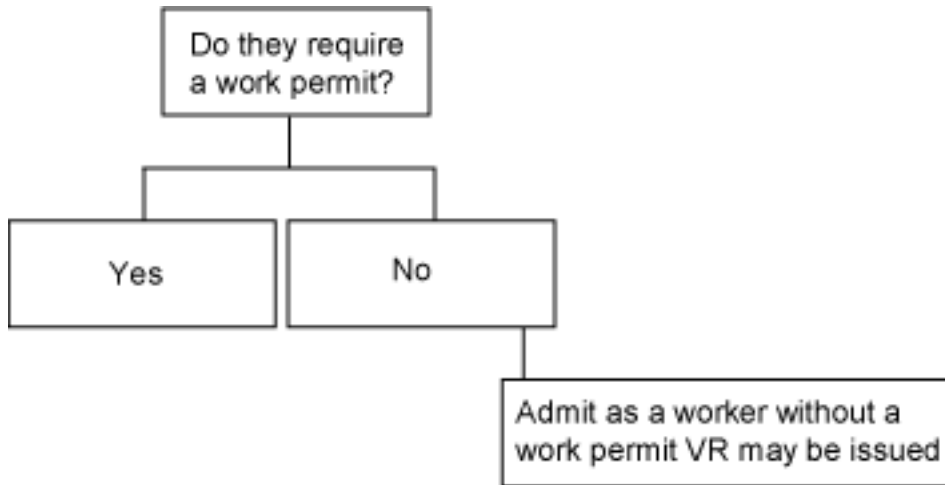 Do they require
a work permit?
Yes
No
Admit as a worker without a
work permit VR may be issued